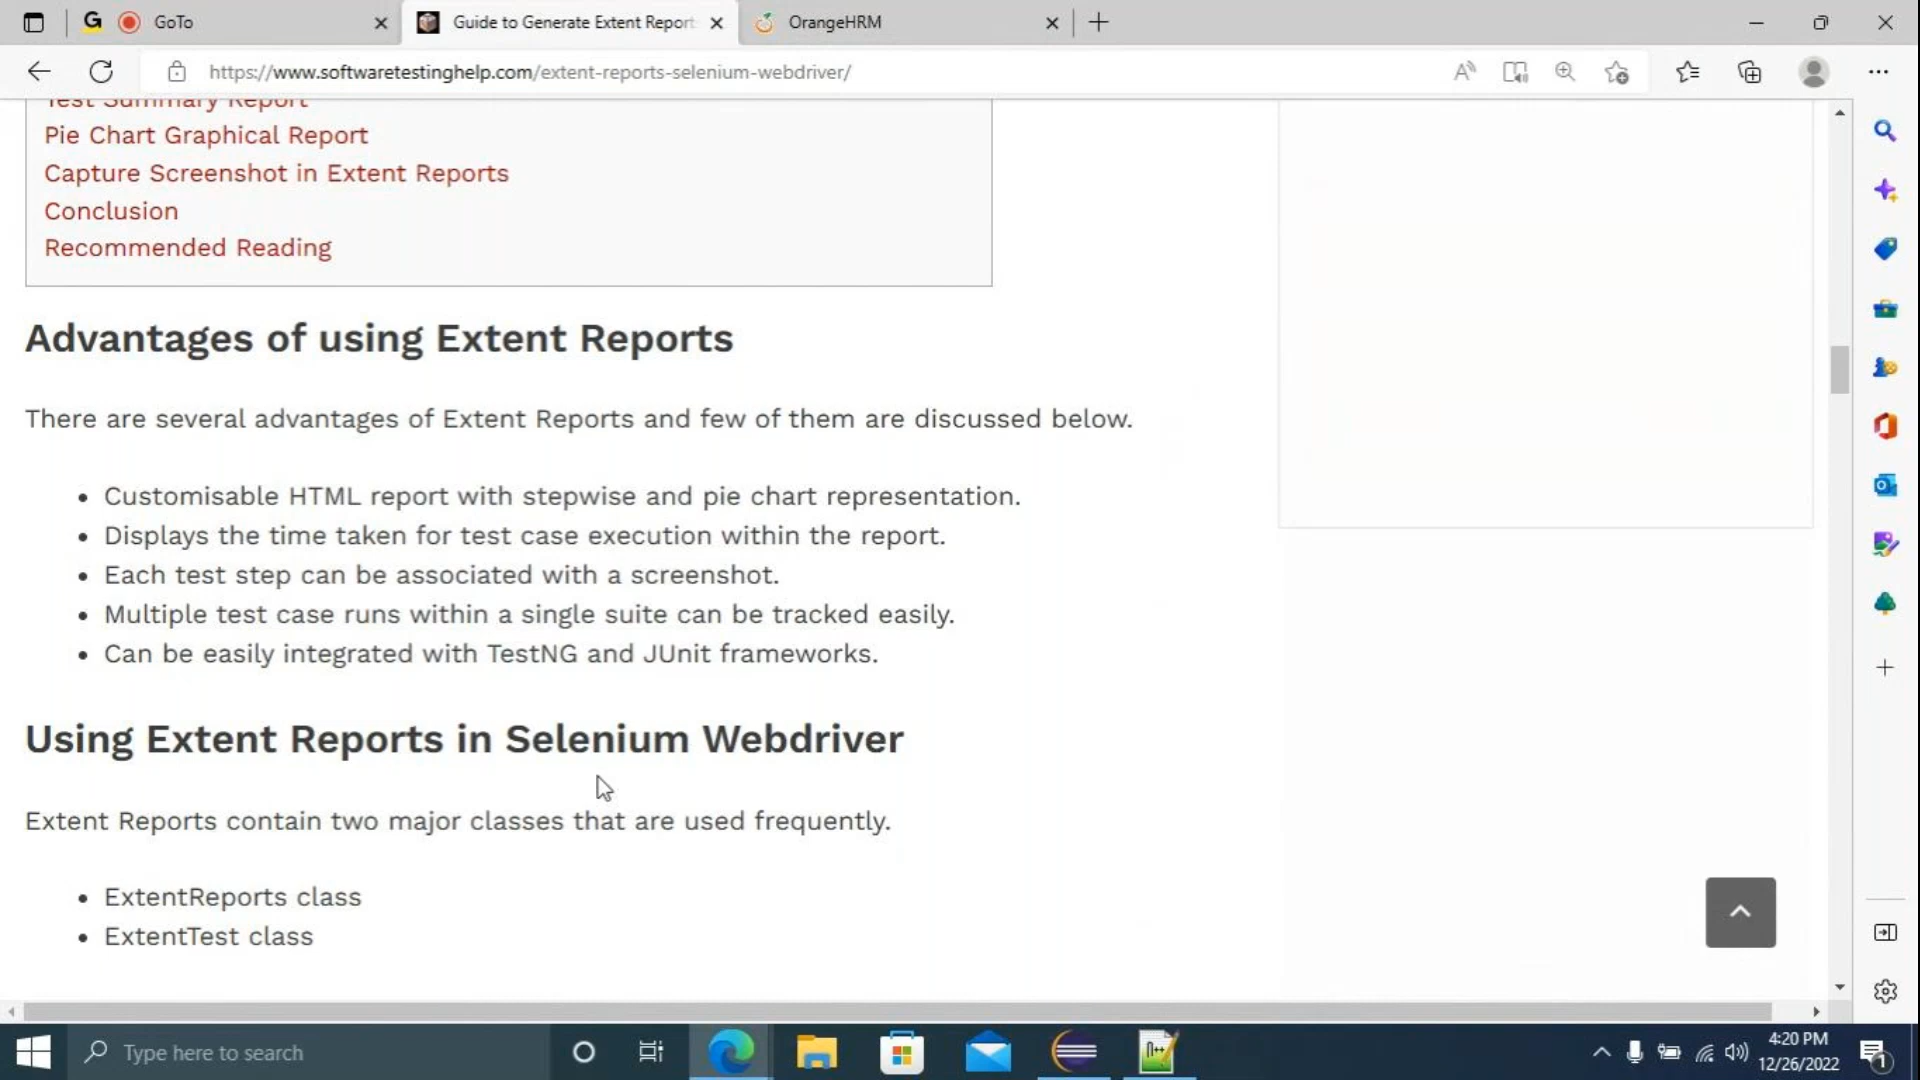 GoTo
Guide to Generate Extent Report
OrangeHRM
https://www.softwaretestinghelp.com/extent-reports-selenium-webdriver/
Test Summary Report
Pie Chart Graphical Report
Capture Screenshot in Extent Reports
Conclusion
Recommended Reading
Advantages of using Extent Reports
There are several advantages of Extent Reports and few of them are discussed below.
• Customisable HTML report with stepwise and pie chart representation.
• Displays the time taken for test case execution within the report.
• Each test step can be associated with a screenshot.
• Multiple test case runs within a single suite can be tracked easily.
• Can be easily integrated with TestNG and JUnit frameworks.
Using Extent Reports in Selenium Webdriver
Extent Reports contain two major classes that are used frequently.
• ExtentReports class
• ExtentTest class
Type here to search
4:20 PM
12/26/2022
1